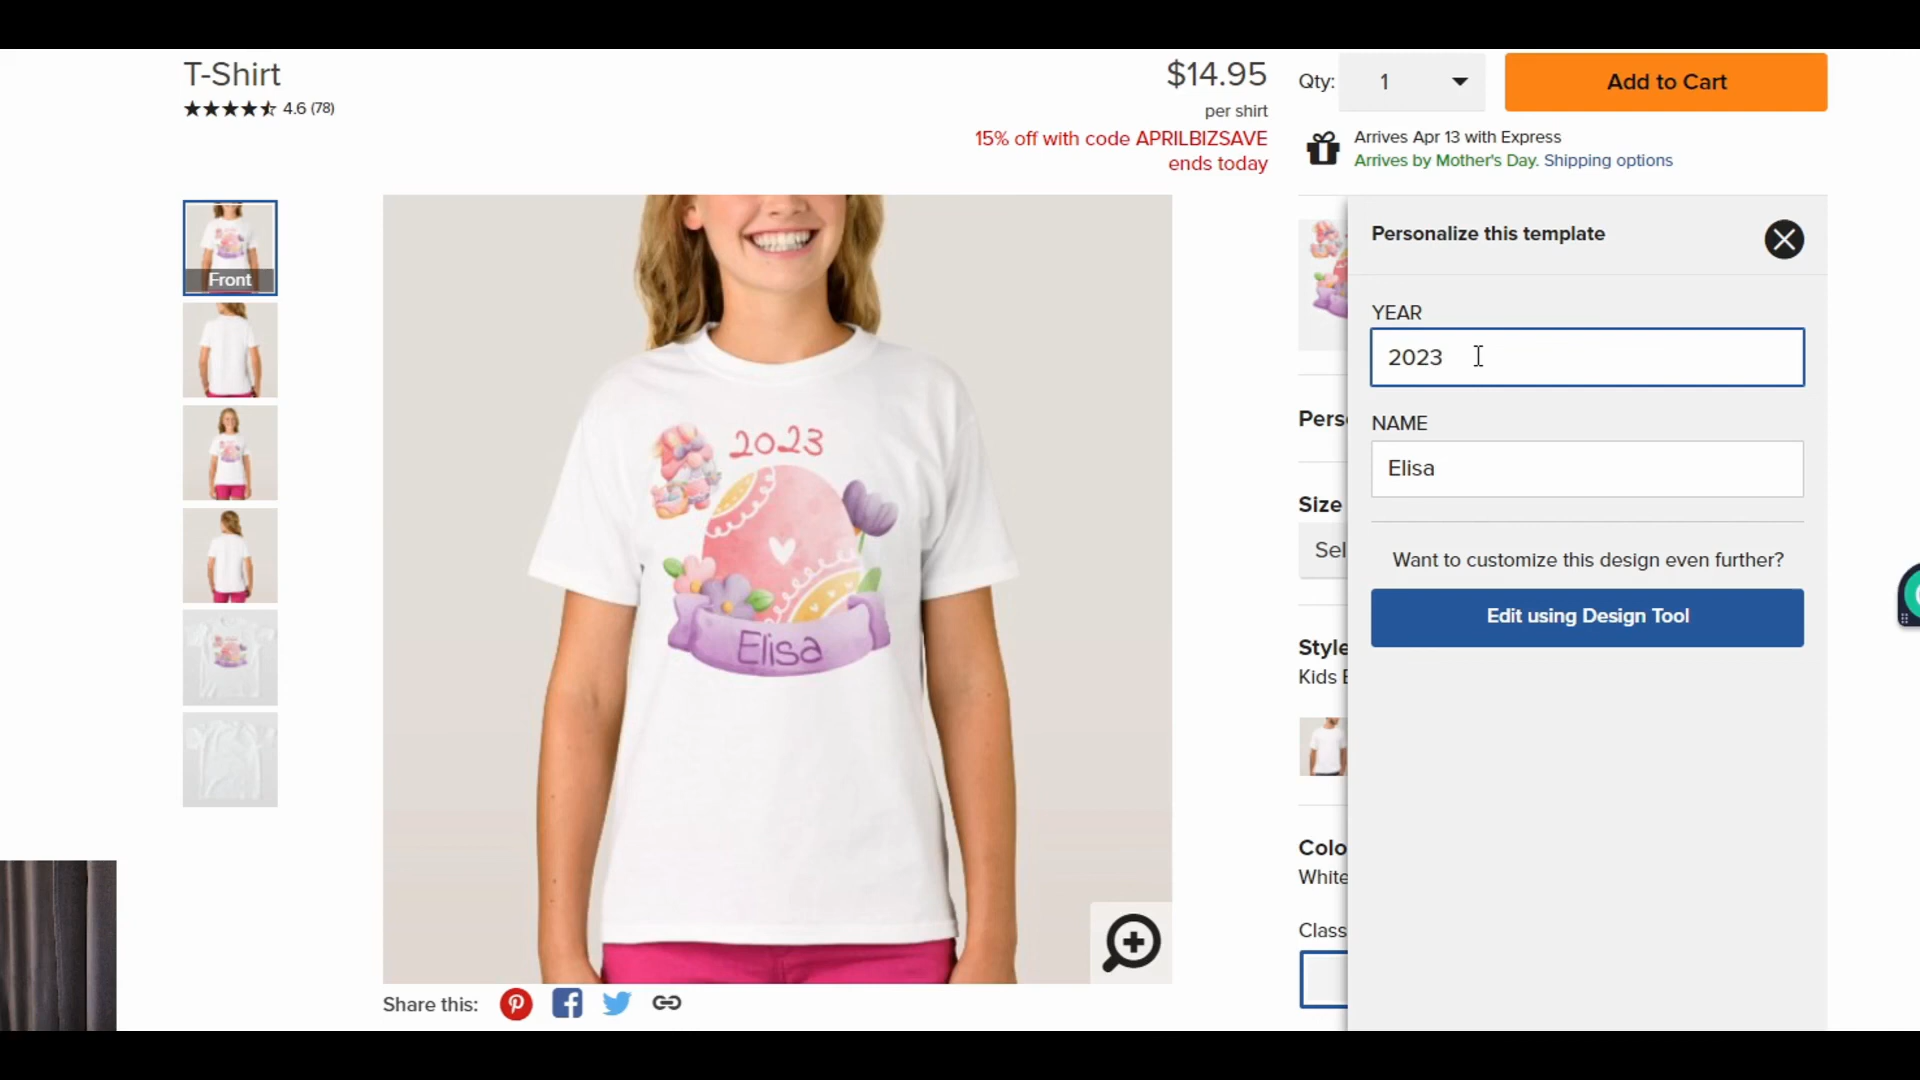 T-Shirt
4.6 (78)
$14.95
per shirt
15% off with code APRILBIZSAVE
ends today
Qty: 1
Add to Cart
Arrives Apr 13 with Express
Arrives by Mother's Day. Shipping options
Front
2023
Elisa
Personalize this template
YEAR
2023
NAME
Elisa
Want to customize this design even further?
Edit using Design Tool
Pers
Size
Sel
Style
Kids
Colo
White
Class
Share this: